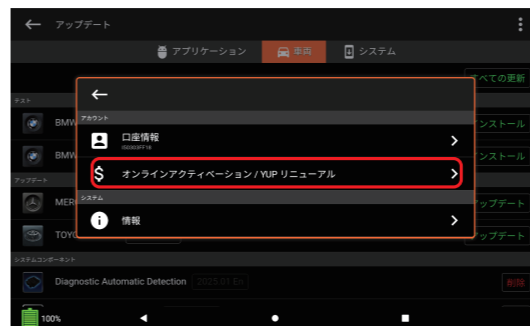 アップデート
アプリケーション
車両
システム
すべての更新
テスト
アカウント
BMW
口座情報
IS0303FF18
ンストール
BMW
オンラインアクティベーション / YUP リニューアル
ンストール
アップデート
システム
MER
情報
ップデート
TOYO
ップデート
システムコンポーネント
Diagnostic Automatic Detection
2025.01 En
削除
100%